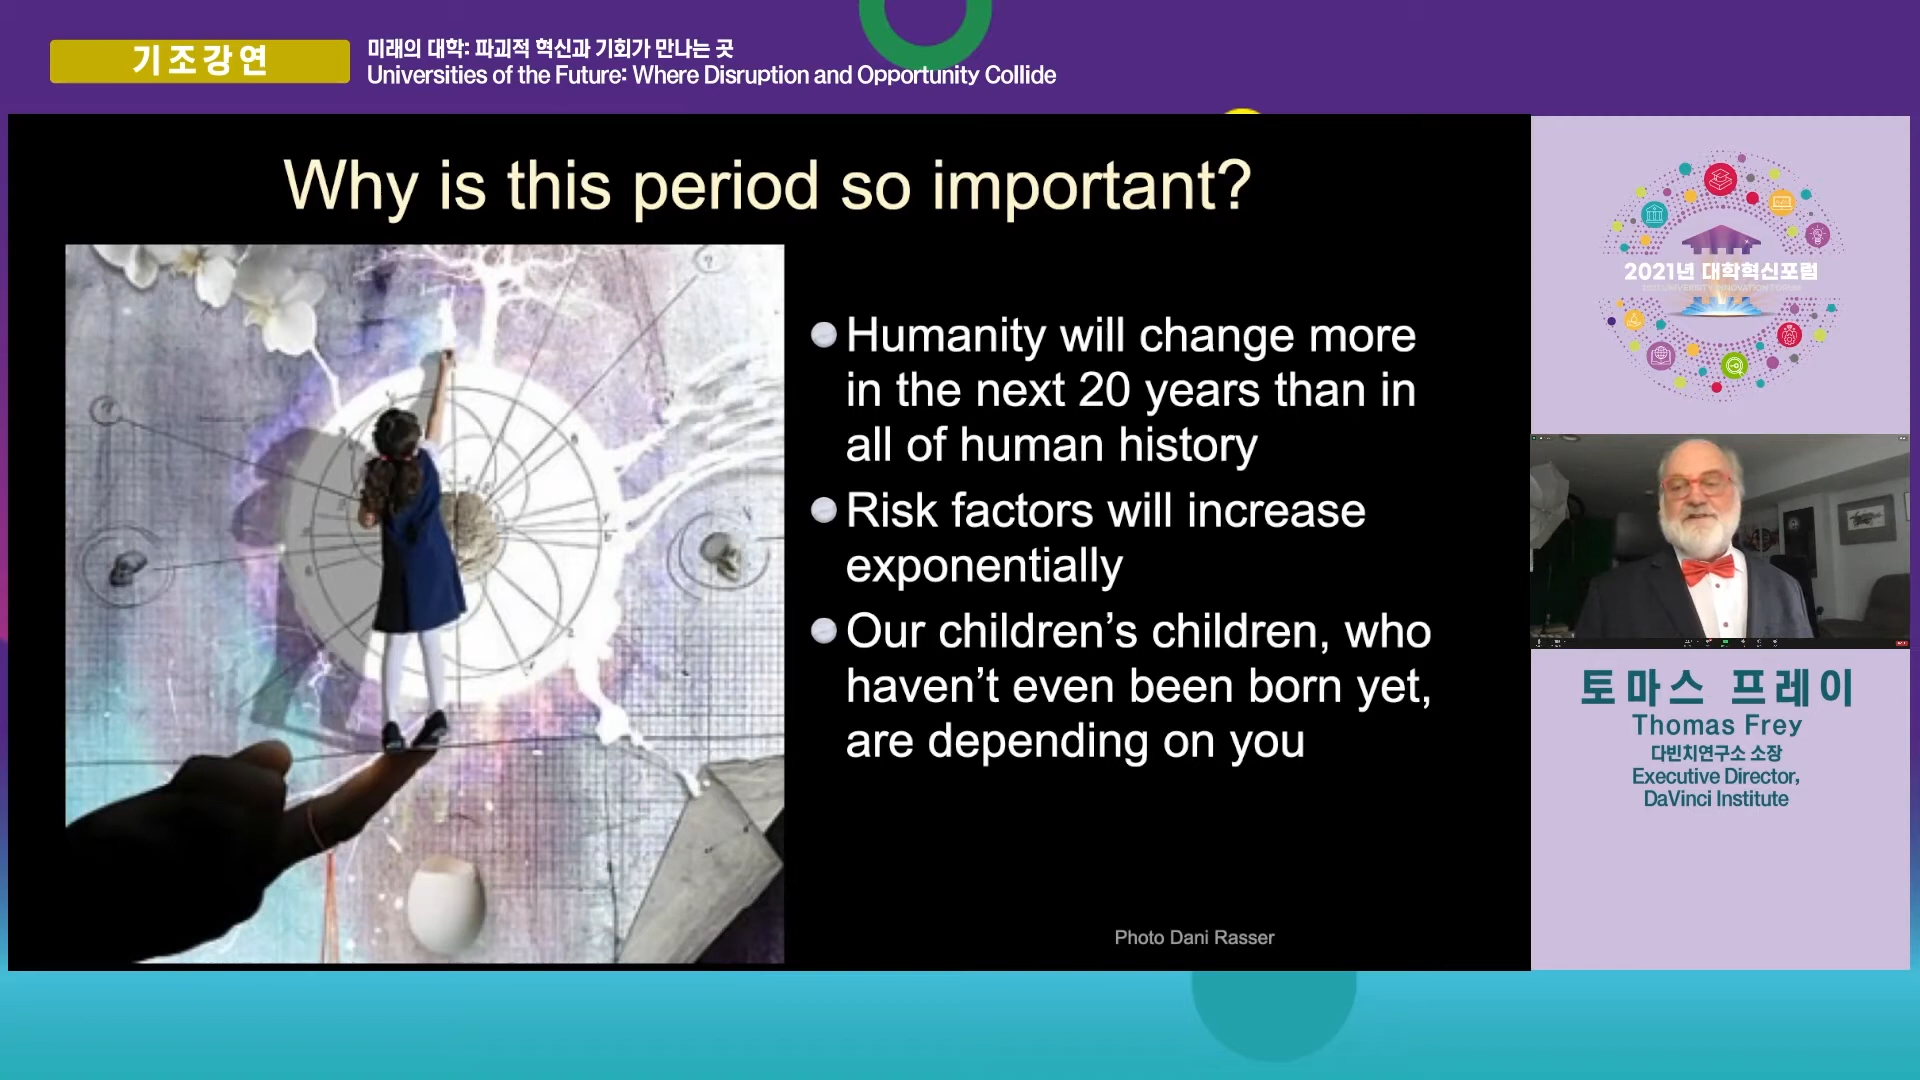 기조강연
미래의 대학: 파괴적 혁신과 기회가 만나는 곳
Universities of the Future: Where Disruption and Opportunity Collide
Why is this period so important?
Humanity will change more
in the next 20 years than in
all of human history
Risk factors will increase
exponentially
Our children’s children, who
haven’t even been born yet,
are depending on you
Photo Dani Rasser
2021년 대학혁신포럼
2021 UNIVERSITY INNOVATION FORUM
토마스 프레이
Thomas Frey
다빈치연구소 소장
Executive Director,
DaVinci Institute